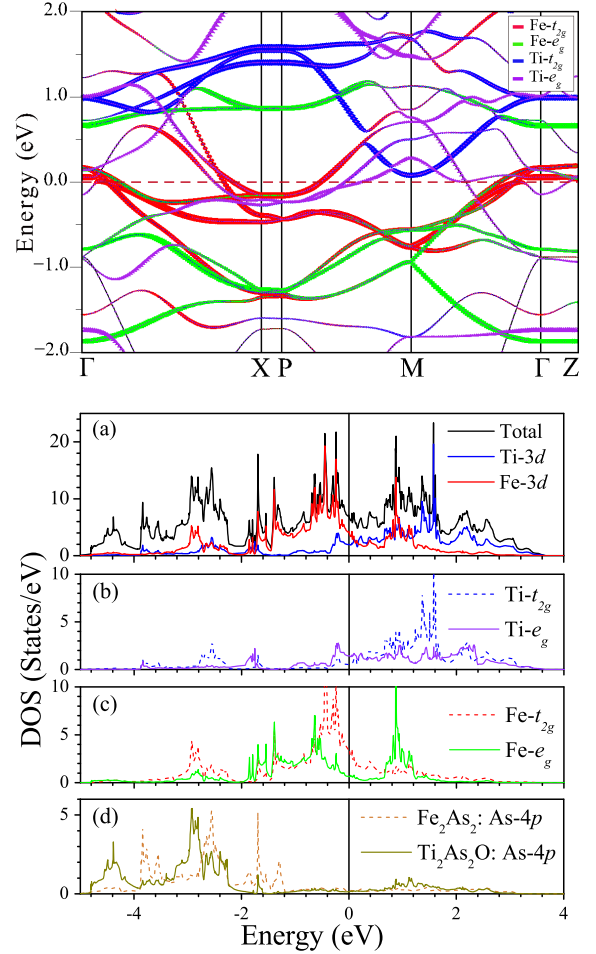 2.0
1.0
0.0
-1.0
-2.0
Energy (eV)
Fe-t2g
Fe-eg
Ti-t2g
Ti-eg
Γ X P M Γ Z
(a)
Total
Ti-3d
Fe-3d
20
10
0
(b)
Ti-t2g
Ti-eg
10
5
0
(c)
Fe-t2g
Fe-eg
10
5
0
(d)
Fe2As2: As-4p
Ti2As2O: As-4p
5
0
DOS (States/eV)
-4 -2 0 2 4
Energy (eV)